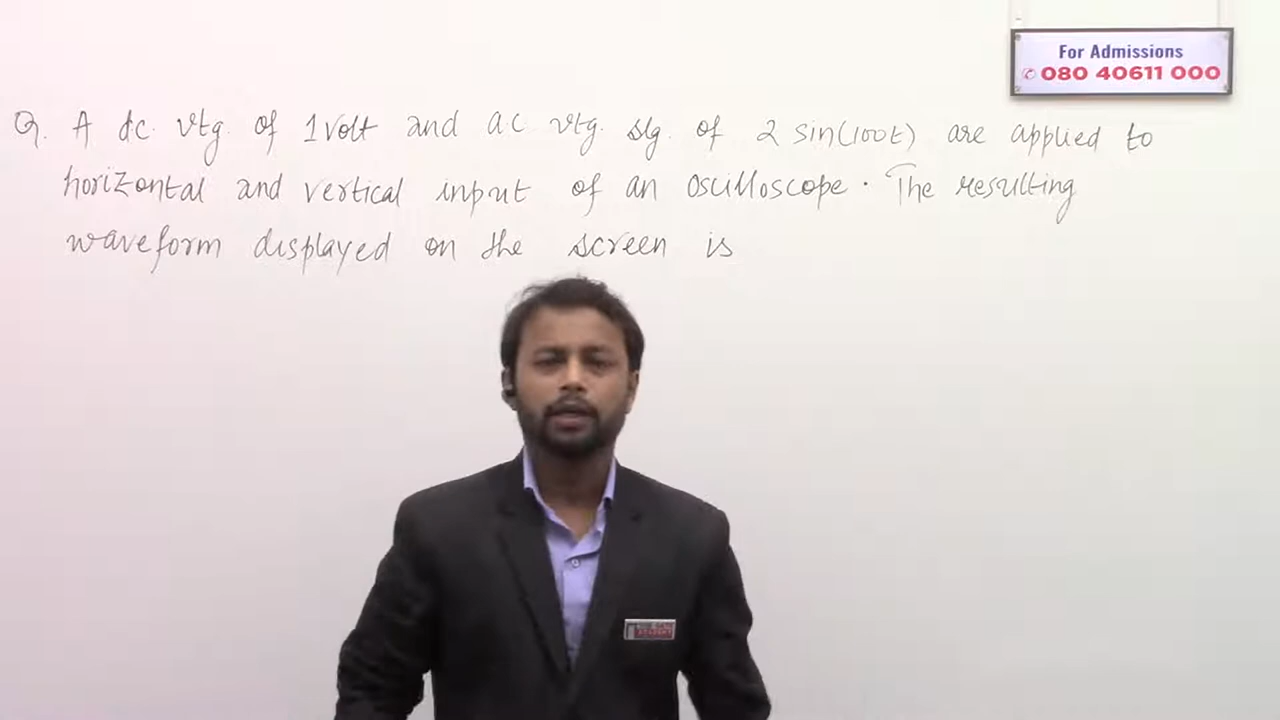 For Admissions
080 40611 000
Q. A dc. vtg. of 1 volt and ac vtg. sig. of 2 sin(100t) are applied to
horizontal and vertical input of an oscilloscope. The resulting
waveform displayed on the screen is